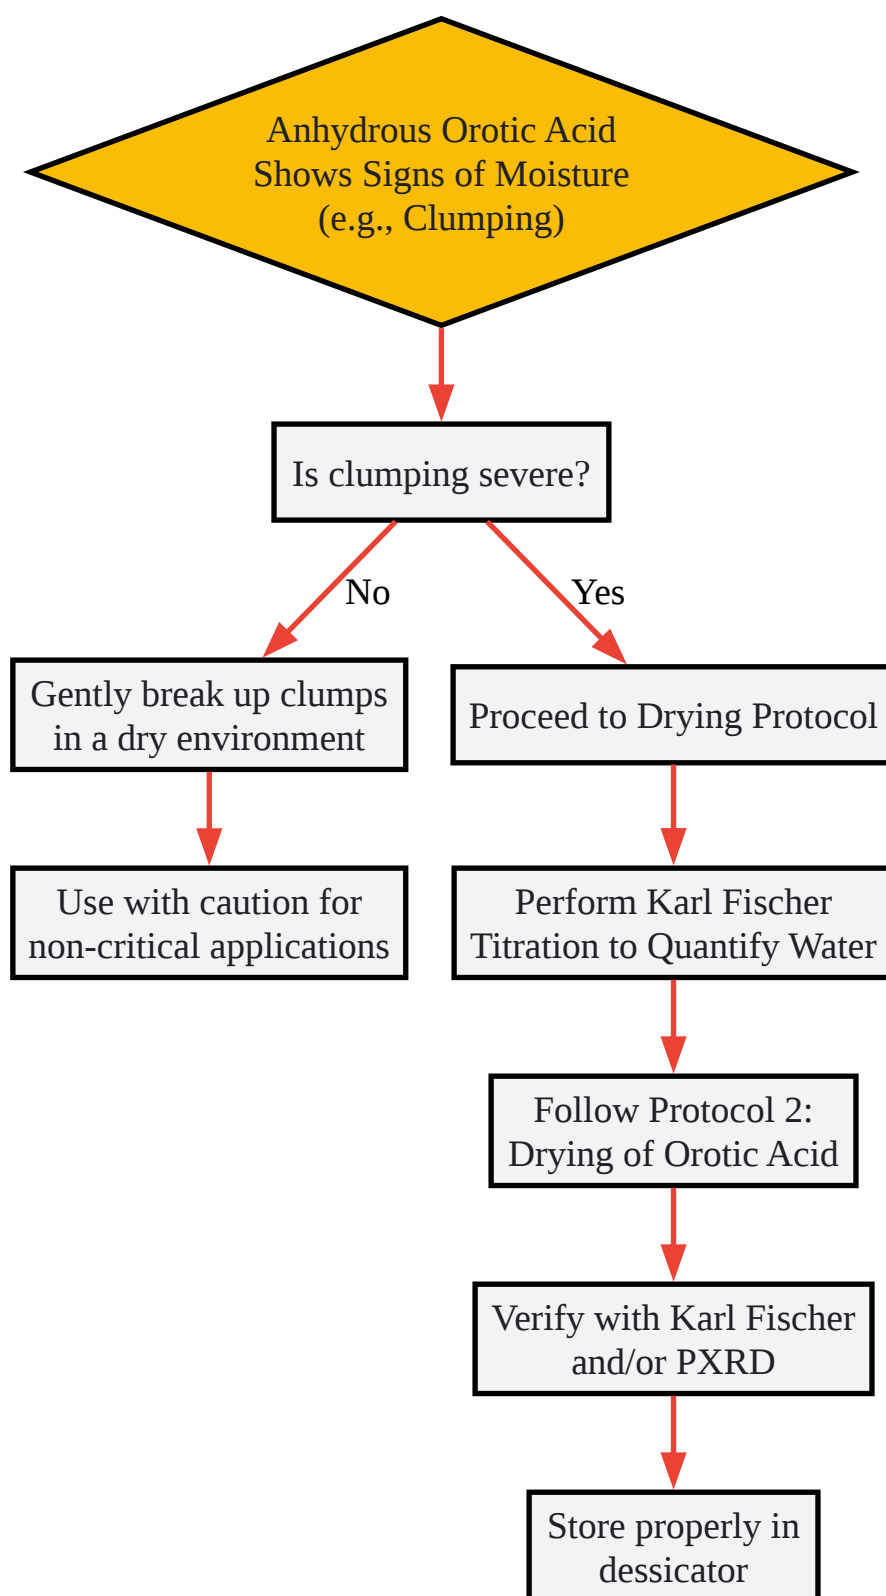 Anhydrous Orotic Acid
Shows Signs of Moisture
(e.g., Clumping)
Is clumping severe?
No
Yes
Gently break up clumps
in a dry environment
Proceed to Drying Protocol
Use with caution for
non-critical applications
Perform Karl Fischer
Titration to Quantify Water
Follow Protocol 2:
Drying of Orotic Acid
Verify with Karl Fischer
and/or PXRD
Store properly in
dessicator